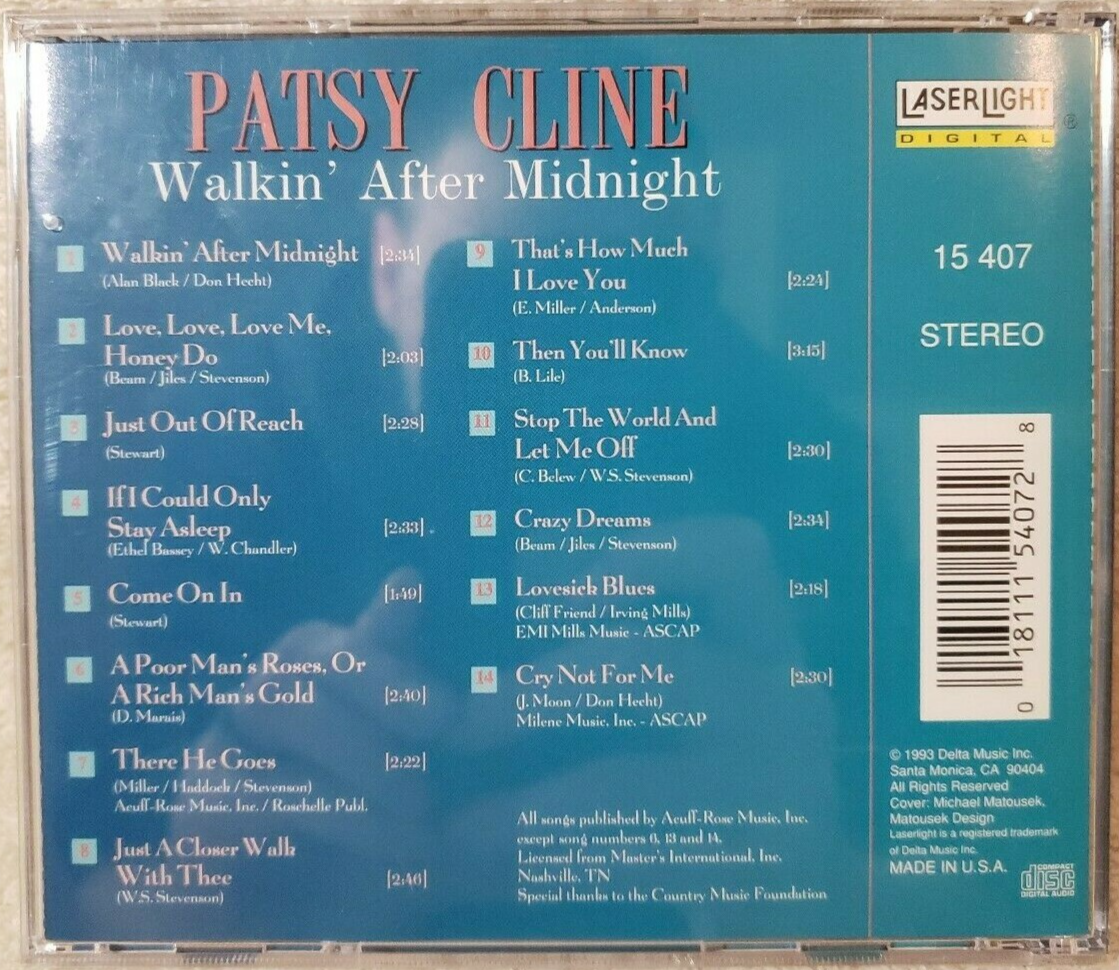 PATSY CLINE
Walkin' After Midnight
1 Walkin' After Midnight [2:34]
(Alan Black / Don Hecht)
2 Love, Love, Love Me,
Honey Do [2:03]
(Beam / Jiles / Stevenson)
3 Just Out Of Reach [2:28]
(Stewart)
4 If I Could Only
Stay Asleep [2:33]
(Ethel Bassey / W. Chandler)
5 Come On In [1:49]
(Stewart)
6 A Poor Man's Roses, Or
A Rich Man's Gold [2:40]
(D. Marais)
7 There He Goes [2:22]
(Miller / Haddock / Stevenson)
Acuff-Rose Music, Inc. / Roschelle Publ.
8 Just A Closer Walk
With Thee [2:46]
(W.S. Stevenson)
9 That's How Much
I Love You [2:24]
(E. Miller / Anderson)
10 Then You'll Know [3:15]
(B. Lile)
11 Stop The World And
Let Me Off [2:30]
(C. Belew / W.S. Stevenson)
12 Crazy Dreams [2:34]
(Beam / Jiles / Stevenson)
13 Lovesick Blues [2:18]
(Cliff Friend / Irving Mills)
EMI Mills Music - ASCAP
14 Cry Not For Me [2:30]
(J. Moon / Don Hecht)
Milene Music, Inc. - ASCAP
All songs published by Acuff-Rose Music, Inc.
except song numbers 6, 13 and 14.
Licensed from Master's International, Inc.
Nashville, TN
Special thanks to the Country Music Foundation
LASERLIGHT ®
DIGITAL
15 407
STEREO
0 18111 54072 8
© 1993 Delta Music Inc.
Santa Monica, CA 90404
All Rights Reserved
Cover: Michael Matousek,
Matousek Design
Laserlight is a registered trademark
of Delta Music Inc.
MADE IN U.S.A.
COMPACT
disc
DIGITAL AUDIO